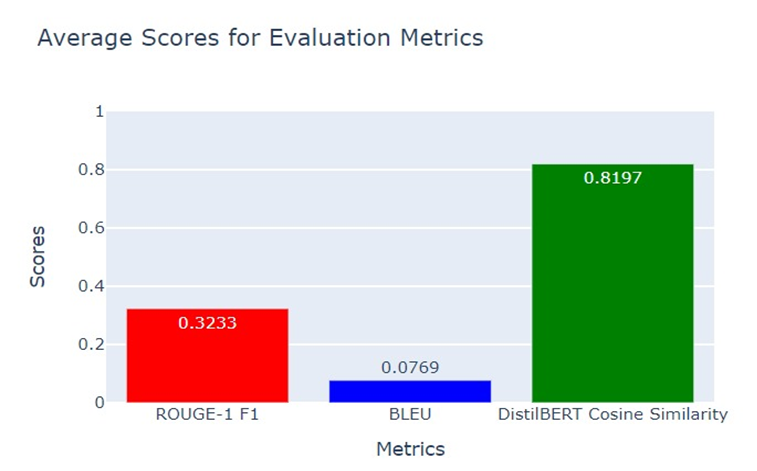 Average Scores for Evaluation Metrics
1
0.8
0.6
0.4
0.2
0
Scores
0.3233
0.0769
0.8197
ROUGE-1 F1
BLEU
DistilBERT Cosine Similarity
Metrics